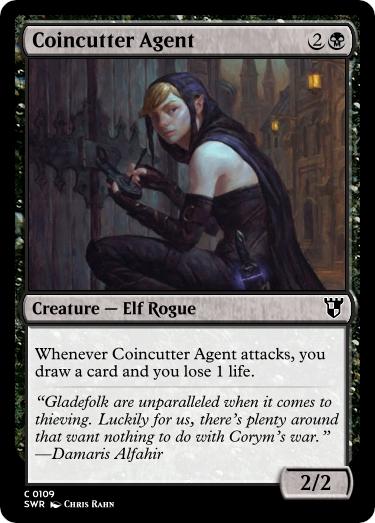 Coincutter Agent 2
Creature — Elf Rogue
Whenever Coincutter Agent attacks, you
draw a card and you lose 1 life.
“Gladefolk are unparalleled when it comes to
thieving. Luckily for us, there’s plenty around
that want nothing to do with Corym’s war.”
—Damaris Alfahir
2/2
C 0109
SWR Chris Rahn